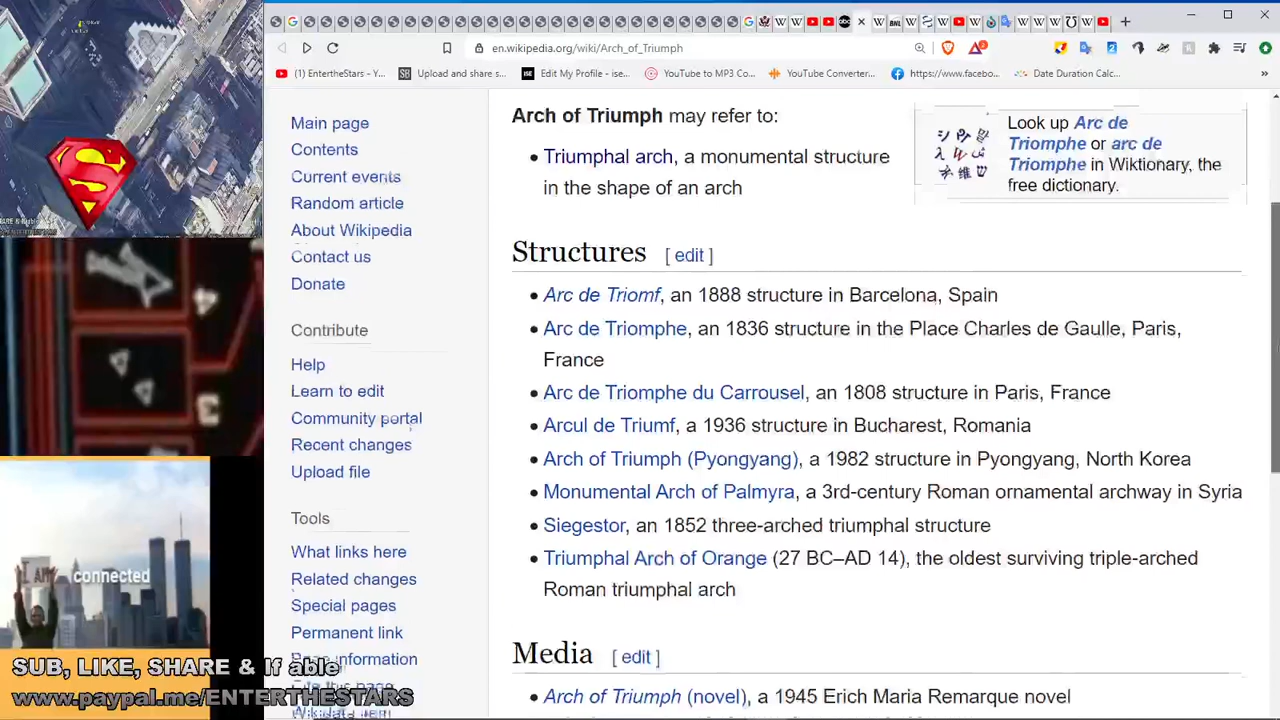 en.wikipedia.org/wiki/Arch_of_Triumph
(1) EntertheStars - Y...
Upload and share s...
Edit My Profile - ise...
YouTube to MP3 Co...
YouTube Converter...
https://www.facebo...
Date Duration Calc...
Main page
Contents
Current events
Random article
About Wikipedia
Contact us
Donate
Contribute
Help
Learn to edit
Community portal
Recent changes
Upload file
Tools
What links here
Related changes
Special pages
Permanent link
Page information
Cite this page
Wikidata item
Arch of Triumph may refer to:
• Triumphal arch, a monumental structure
in the shape of an arch
Look up Arc de
Triomphe or arc de
Triomphe in Wiktionary, the
free dictionary.
Structures [ edit ]
• Arc de Triomf, an 1888 structure in Barcelona, Spain
• Arc de Triomphe, an 1836 structure in the Place Charles de Gaulle, Paris,
France
• Arc de Triomphe du Carrousel, an 1808 structure in Paris, France
• Arcul de Triumf, a 1936 structure in Bucharest, Romania
• Arch of Triumph (Pyongyang), a 1982 structure in Pyongyang, North Korea
• Monumental Arch of Palmyra, a 3rd-century Roman ornamental archway in Syria
• Siegestor, an 1852 three-arched triumphal structure
• Triumphal Arch of Orange (27 BC–AD 14), the oldest surviving triple-arched
Roman triumphal arch
Media [ edit ]
• Arch of Triumph (novel), a 1945 Erich Maria Remarque novel
S
4
3
I AM
connected
SUB, LIKE, SHARE & If able
www.paypal.me/ENTERTHESTARS